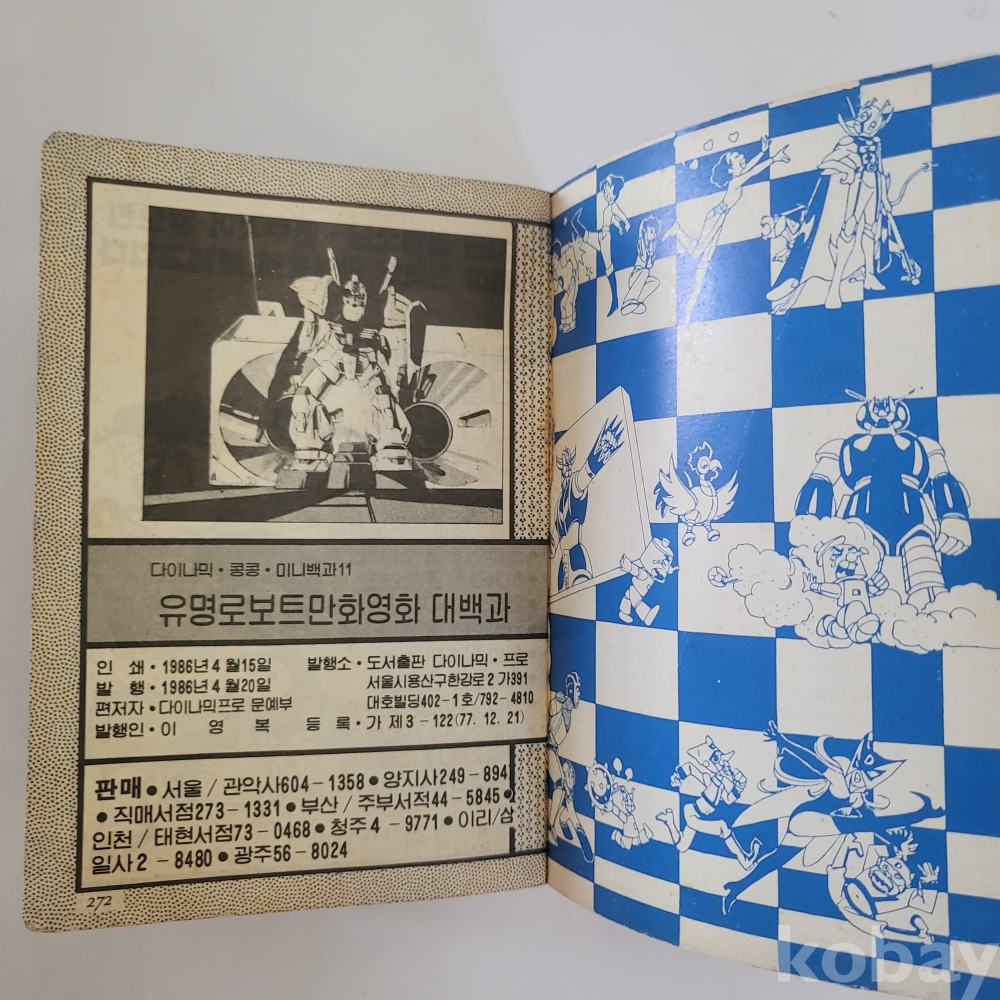 다이나믹 • 콩콩 • 미니백과11
유명로보트만화영화 대백과
인 쇄 • 1986년 4월15일 발행소 • 도서출판 다이나믹 • 프로
발 행 • 1986년 4월20일 서울시용산구한강로 2 가391
편저자 • 다이나믹프로 문예부 대호빌딩402-1호/792-4810
발행인 • 이 영 복 등 록 • 가 제3-122(77. 12. 21)
판매 ● 서울 / 관악사604-1358 ● 양지사249-894
● 직매서점273-1331 ● 부산 / 주부서적44-5845 ●
인천 / 태현서점73-0468 ● 청주 4-9771 ● 이리/삼
일사2-8480 ● 광주56-8024
272
kobay